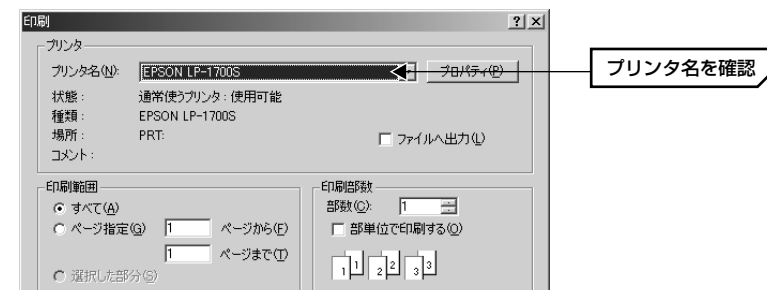 印刷
プリンタ
プリンタ名(N): EPSON LP-1700S プロパティ(P)
プリンタ名を確認
状態: 通常使うプリンタ: 使用可能
種類: EPSON LP-1700S
場所: PRT:
ファイルへ出力(L)
コメント:
印刷範囲
すべて(A)
ページ指定(G) 1 ページから(F)
1 ページまで(T)
選択した部分(S)
印刷部数
部数(C): 1
部単位で印刷する(O)
1 1 2 2 3 3